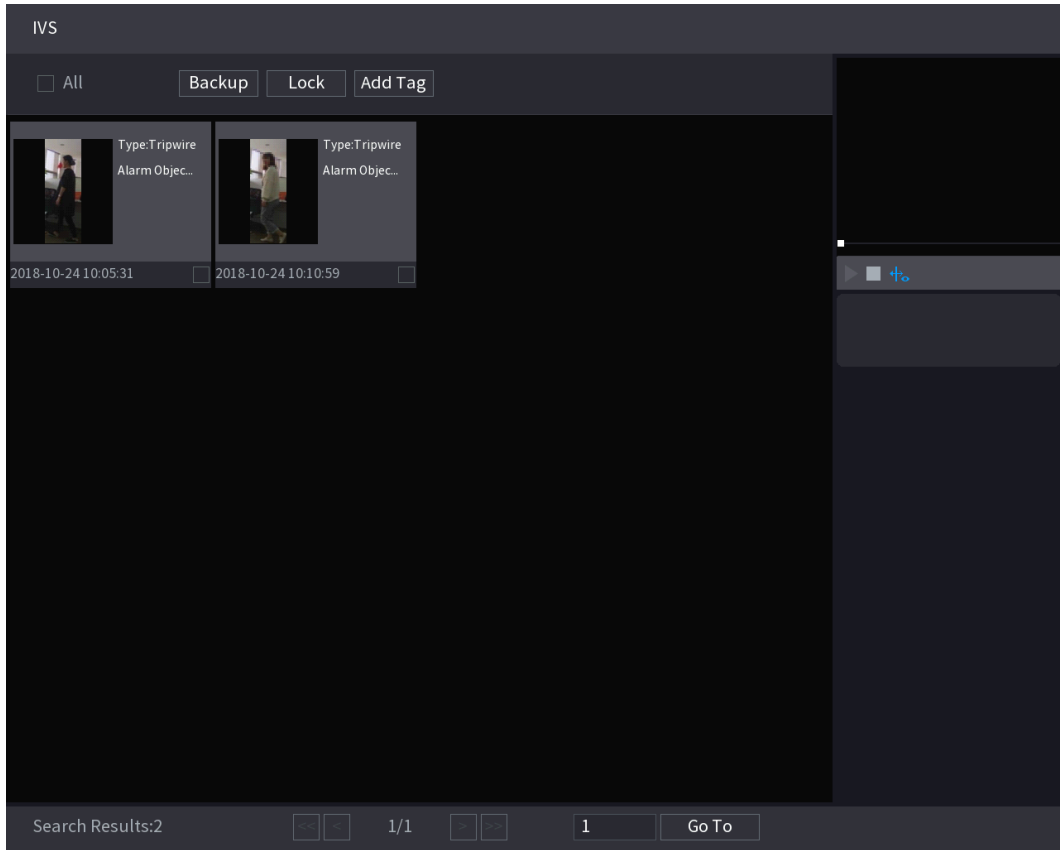 IVS
All
Backup
Lock
Add Tag
Type:Tripwire
Alarm Objec...
2018-10-24 10:05:31
Type:Tripwire
Alarm Objec...
2018-10-24 10:10:59
Search Results:2
<<
<
1/1
>
>>
1
Go To